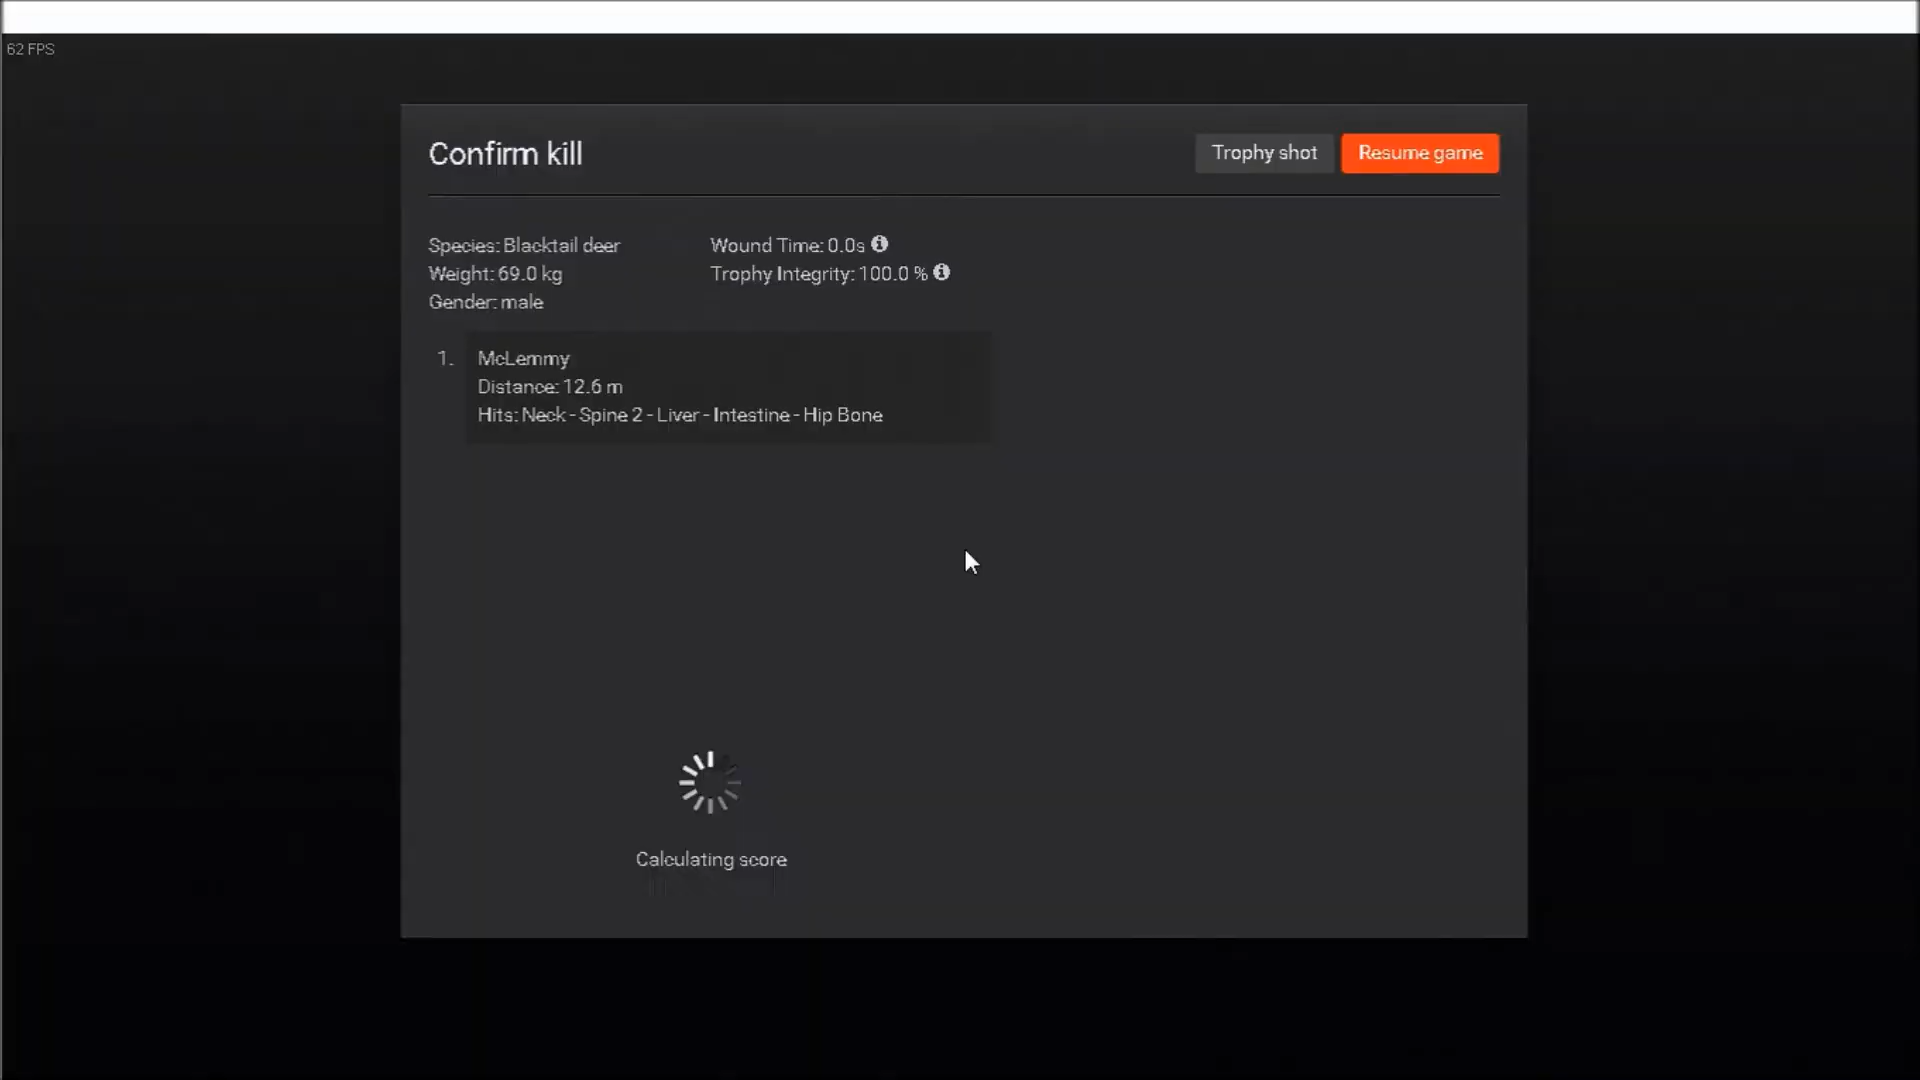 62 FPS
Confirm kill
Trophy shot
Resume game
Species: Blacktail deer
Wound Time: 0.0s
Weight: 69.0 kg
Trophy Integrity: 100.0 %
Gender: male
1. McLemmy
Distance: 12.6 m
Hits: Neck - Spine 2 - Liver - Intestine - Hip Bone
Calculating score